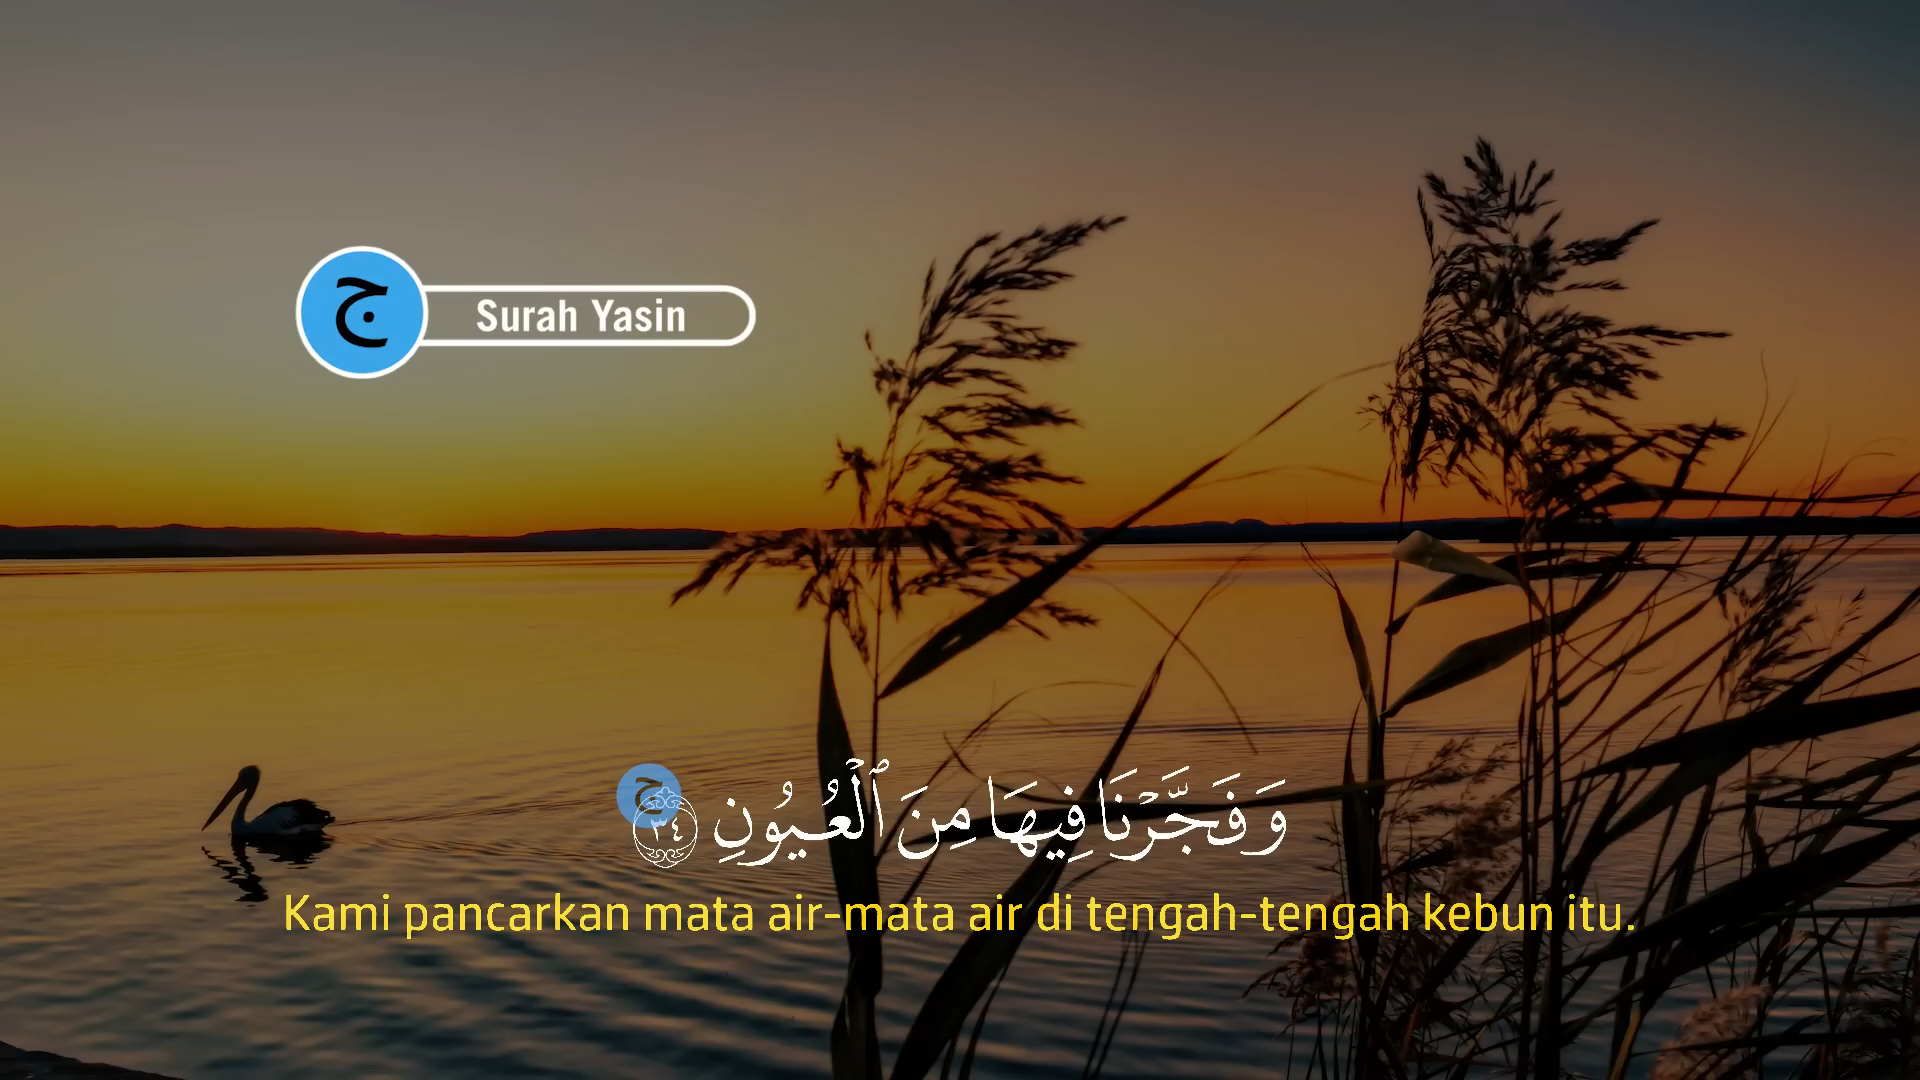 ج
Surah Yasin
وَفَجَّرْنَا فِيهَا مِنَ ٱلْعُيُونِ ٣٤ ج
Kami pancarkan mata air-mata air di tengah-tengah kebun itu.